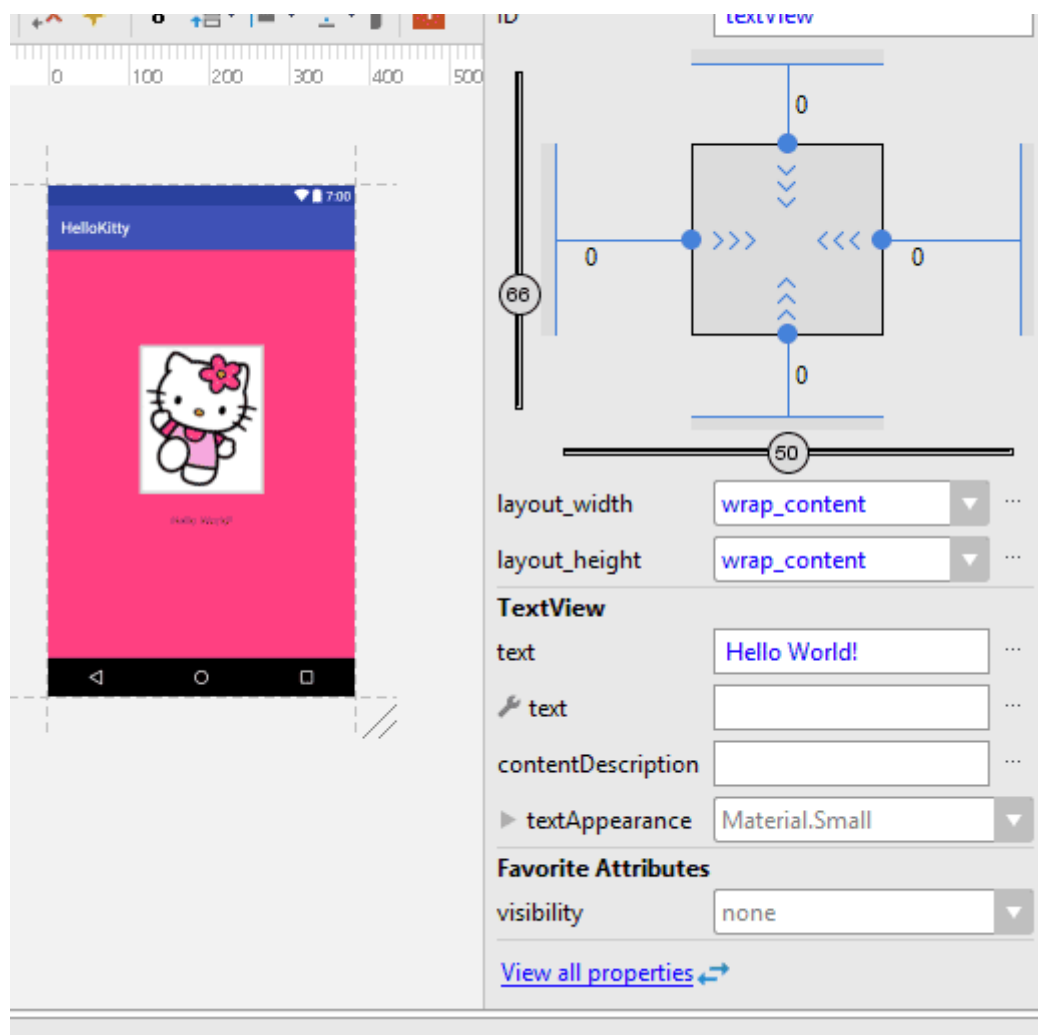 8
ID textView
0 100 200 300 400 500
0
7:00
HelloKitty
0 0
66
0
50
layout_width wrap_content ...
layout_height wrap_content ...
Hello World!
TextView
text Hello World! ...
text ...
contentDescription ...
textAppearance Material.Small
Favorite Attributes
visibility none
View all properties